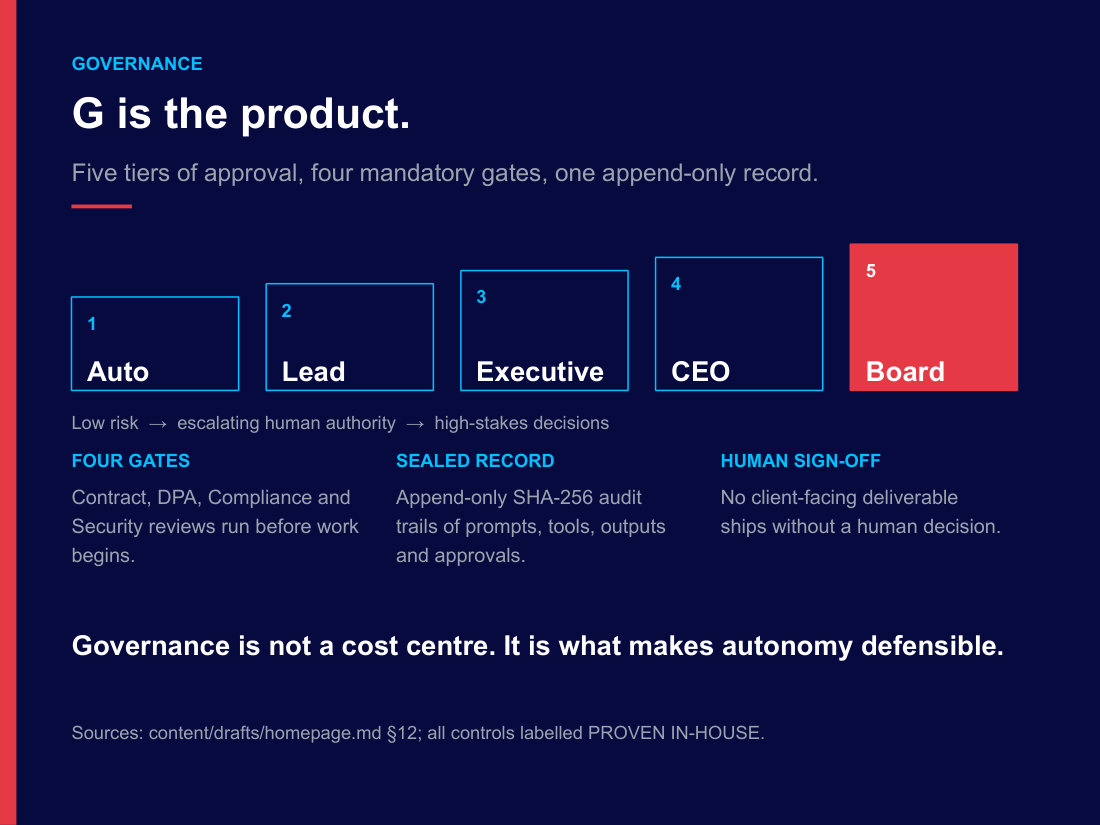 GOVERNANCE
G is the product.
Five tiers of approval, four mandatory gates, one append-only record.
1
Auto
2
Lead
3
Executive
4
CEO
5
Board
Low risk → escalating human authority → high-stakes decisions
FOUR GATES
Contract, DPA, Compliance and
Security reviews run before work
begins.
SEALED RECORD
Append-only SHA-256 audit
trails of prompts, tools, outputs
and approvals.
HUMAN SIGN-OFF
No client-facing deliverable
ships without a human decision.
Governance is not a cost centre. It is what makes autonomy defensible.
Sources: content/drafts/homepage.md §12; all controls labelled PROVEN IN-HOUSE.